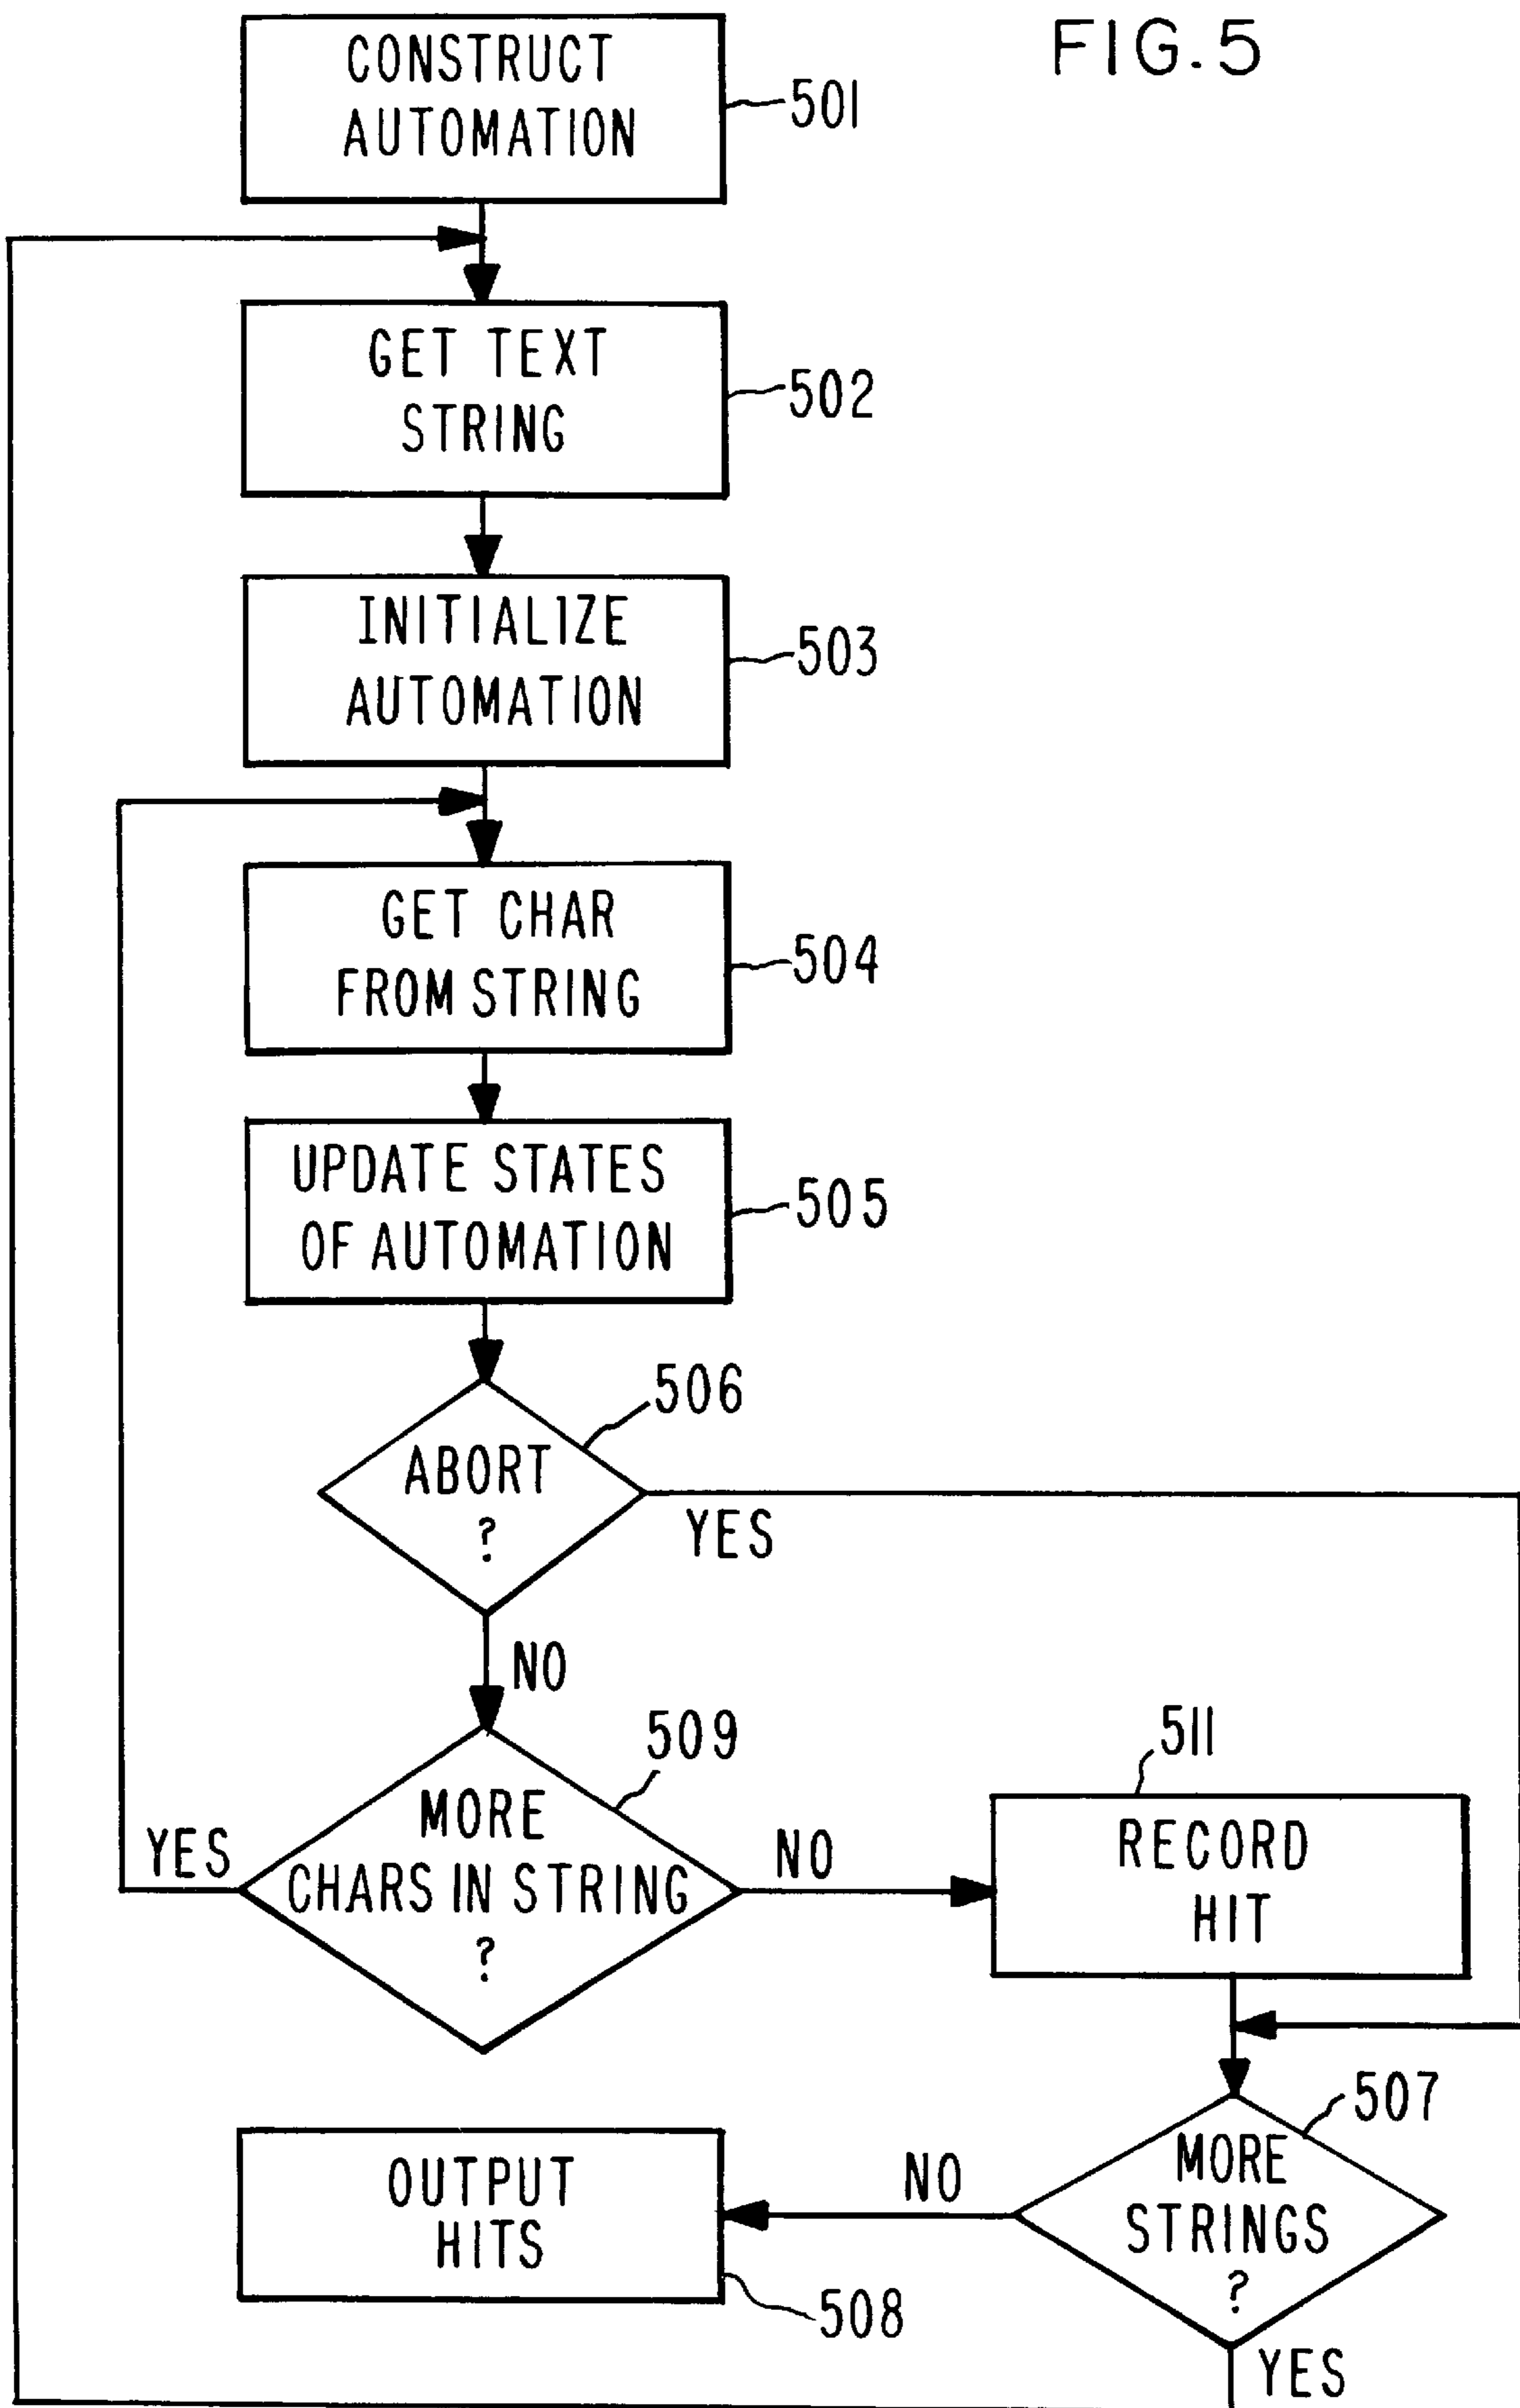 FIG. 5
CONSTRUCT
AUTOMATION
501
GET TEXT
STRING
502
INITIALIZE
AUTOMATION
503
GET CHAR
FROM STRING
504
UPDATE STATES
OF AUTOMATION
505
506
ABORT
?
YES
NO
509
MORE
CHARS IN STRING
?
YES
NO
511
RECORD
HIT
507
MORE
STRINGS
?
NO
YES
OUTPUT
HITS
508